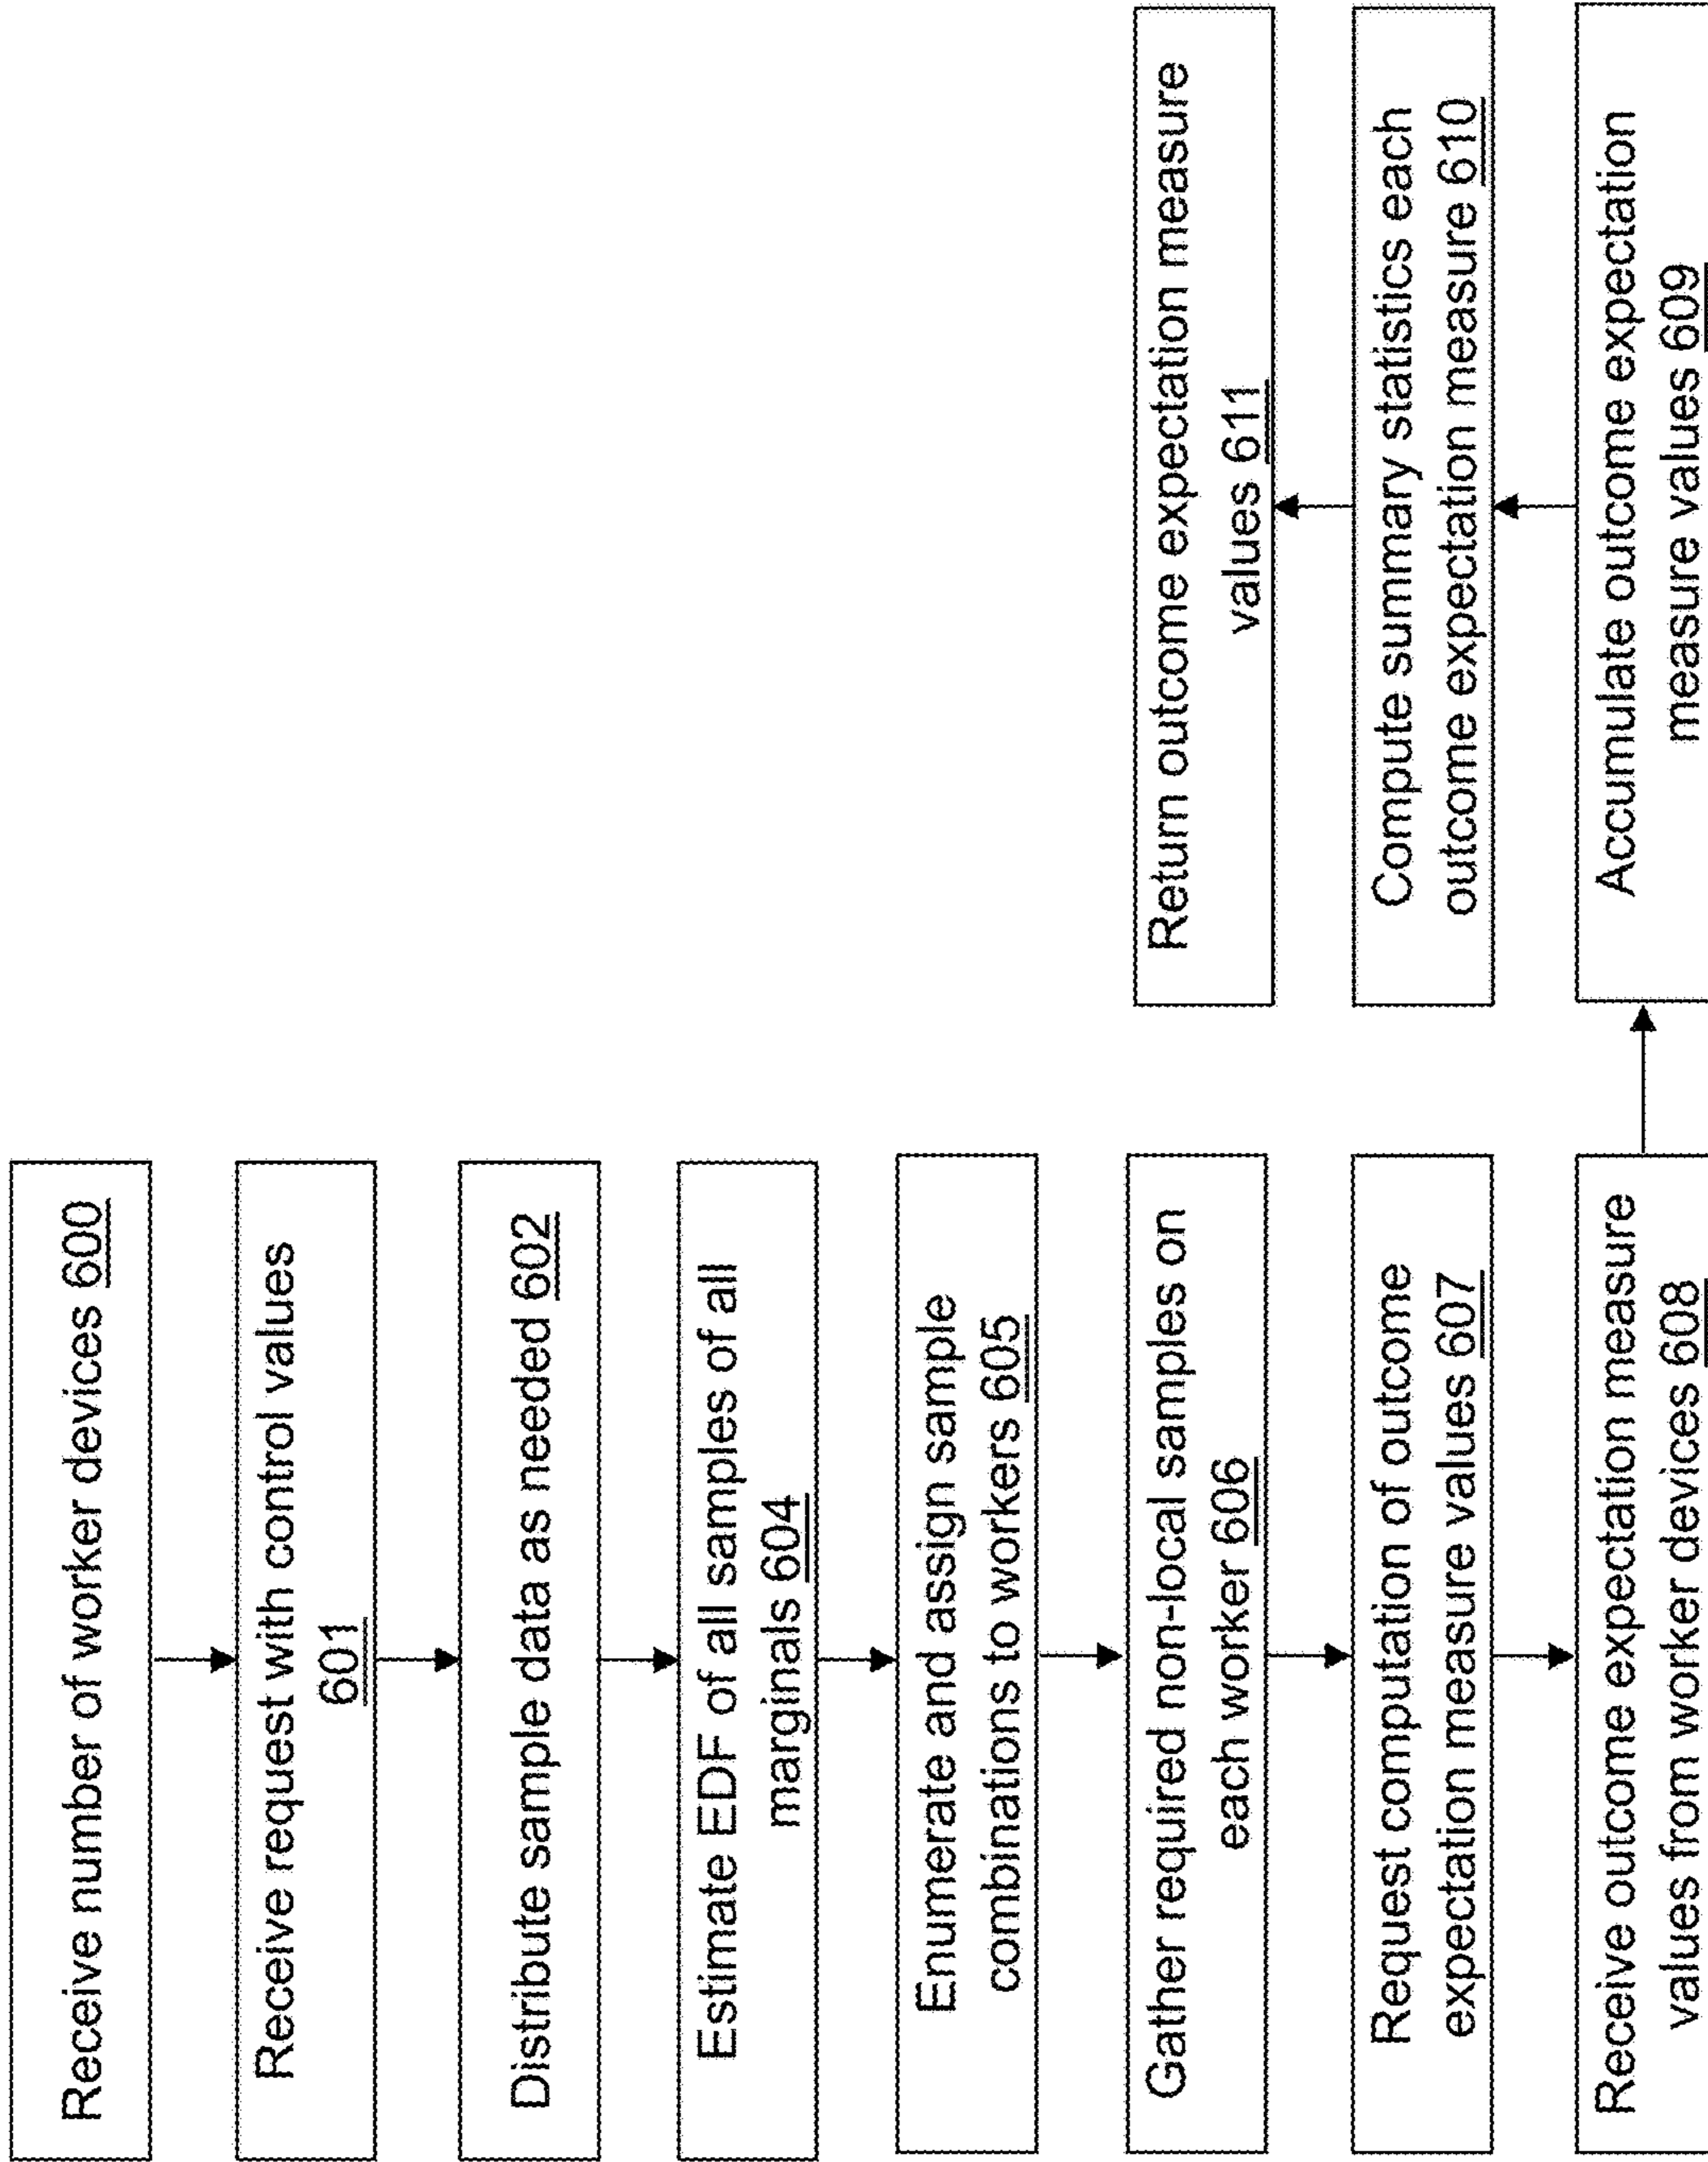 Receive number of worker devices 600
Receive request with control values
601
Distribute sample data as needed 602
Estimate EDF of all samples of all
marginals 604
Enumerate and assign sample
combinations to workers 605
Gather required non-local samples on
each worker 606
Request computation of outcome
expectation measure values 607
Receive outcome expectation measure
values from worker devices 608
Accumulate outcome expectation
measure values 609
Compute summary statistics each
outcome expectation measure 610
Return outcome expectation measure
values 611